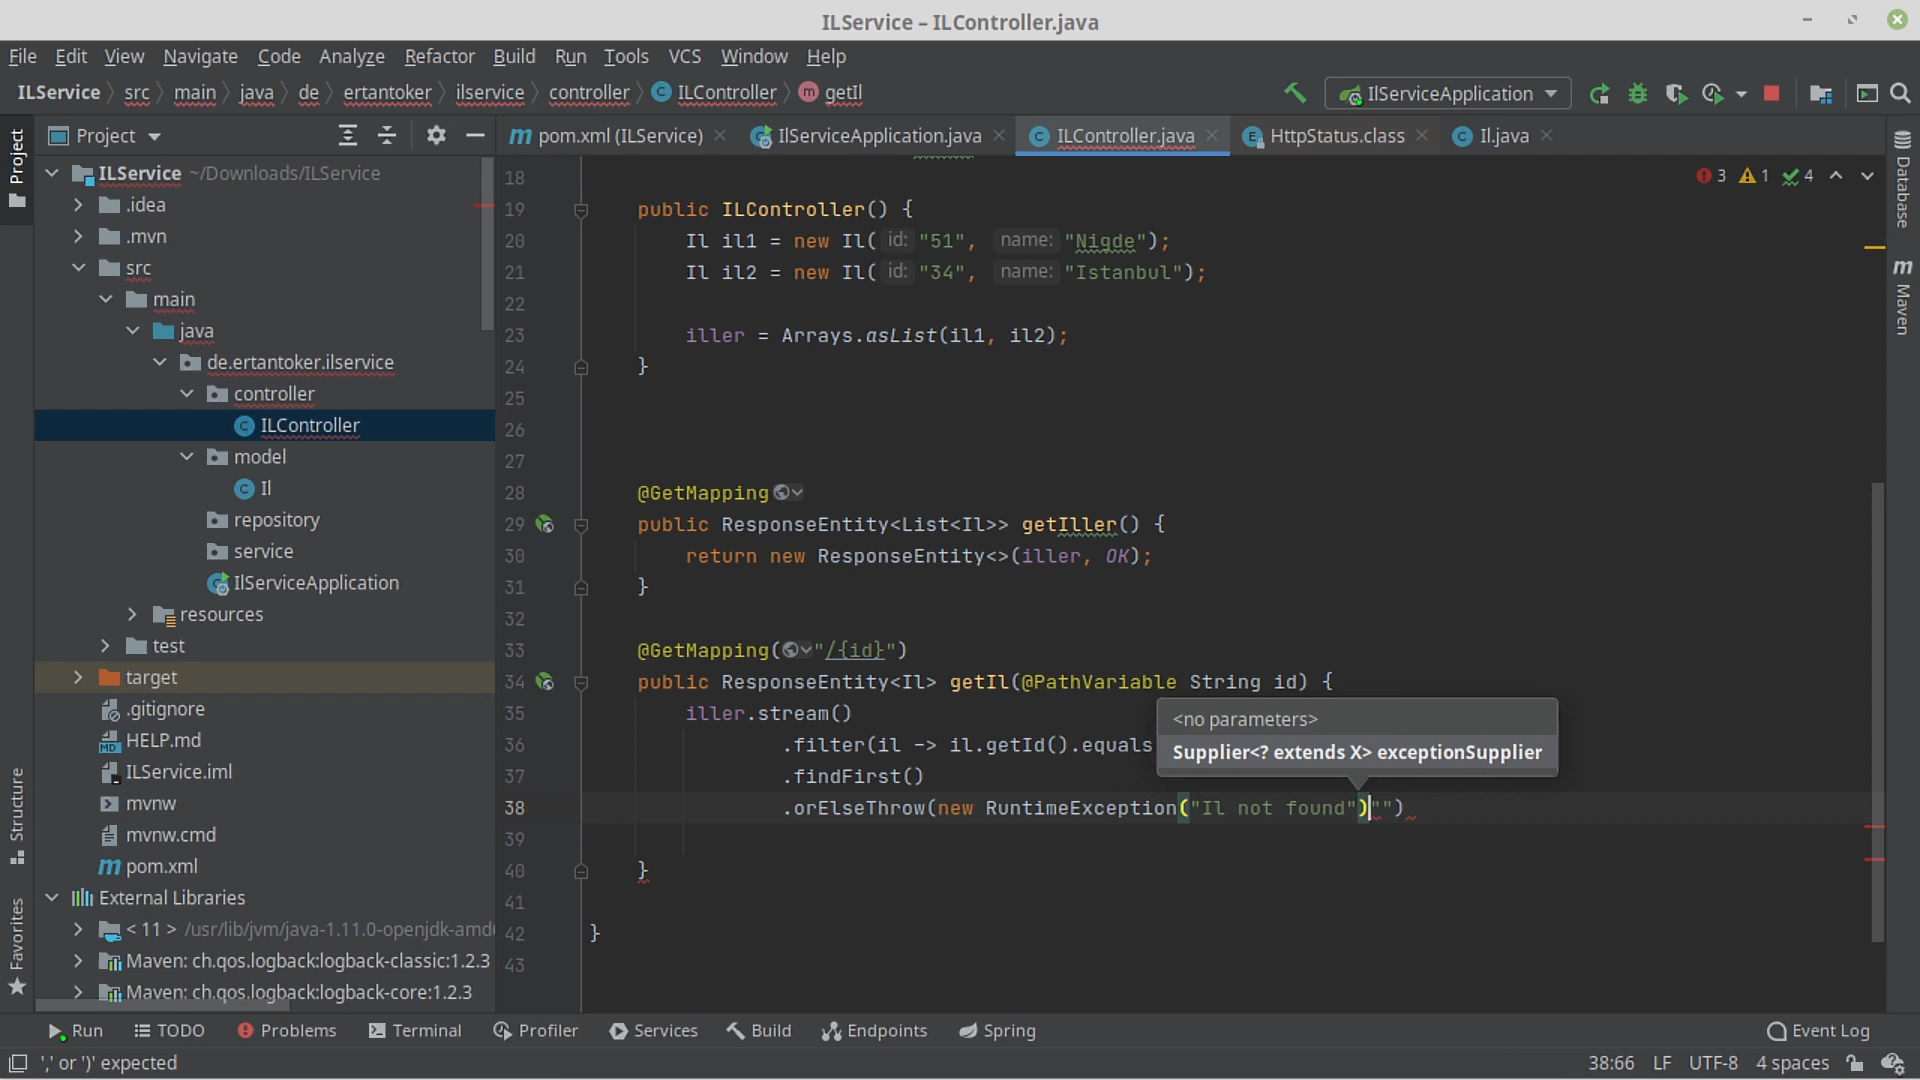 ILService – ILController.java
File Edit View Navigate Code Analyze Refactor Build Run Tools VCS Window Help
ILService src main java de ertantoker ilservice controller ILController getIl
IlServiceApplication
Project
pom.xml (ILService) IlServiceApplication.java ILController.java HttpStatus.class Il.java
Project
Structure
Favorites
ILService ~/Downloads/ILService
.idea
.mvn
src
main
java
de.ertantoker.ilservice
controller
ILController
model
Il
repository
service
IlServiceApplication
resources
test
target
.gitignore
HELP.md
ILService.iml
mvnw
mvnw.cmd
pom.xml
External Libraries
< 11 > /usr/lib/jvm/java-1.11.0-openjdk-amd
Maven: ch.qos.logback:logback-classic:1.2.3
Maven: ch.qos.logback:logback-core:1.2.3
3 1 4
18
19 public ILController() {
20 Il il1 = new Il( id: "51", name: "Nigde");
21 Il il2 = new Il( id: "34", name: "Istanbul");
22
23 iller = Arrays.asList(il1, il2);
24 }
25
26
27
28 @GetMapping
29 public ResponseEntity<List<Il>> getIller() {
30 return new ResponseEntity<>(iller, OK);
31 }
32
33 @GetMapping("/{id}")
34 public ResponseEntity<Il> getIl(@PathVariable String id) {
35 iller.stream()
<no parameters>
36 .filter(il -> il.getId().equals
Supplier<? extends X> exceptionSupplier
37 .findFirst()
38 .orElseThrow(new RuntimeException("Il not found")"")
39
40 }
41
42 }
43
Database
Maven
Run TODO Problems Terminal Profiler Services Build Endpoints Spring Event Log
',' or ')' expected 38:66 LF UTF-8 4 spaces